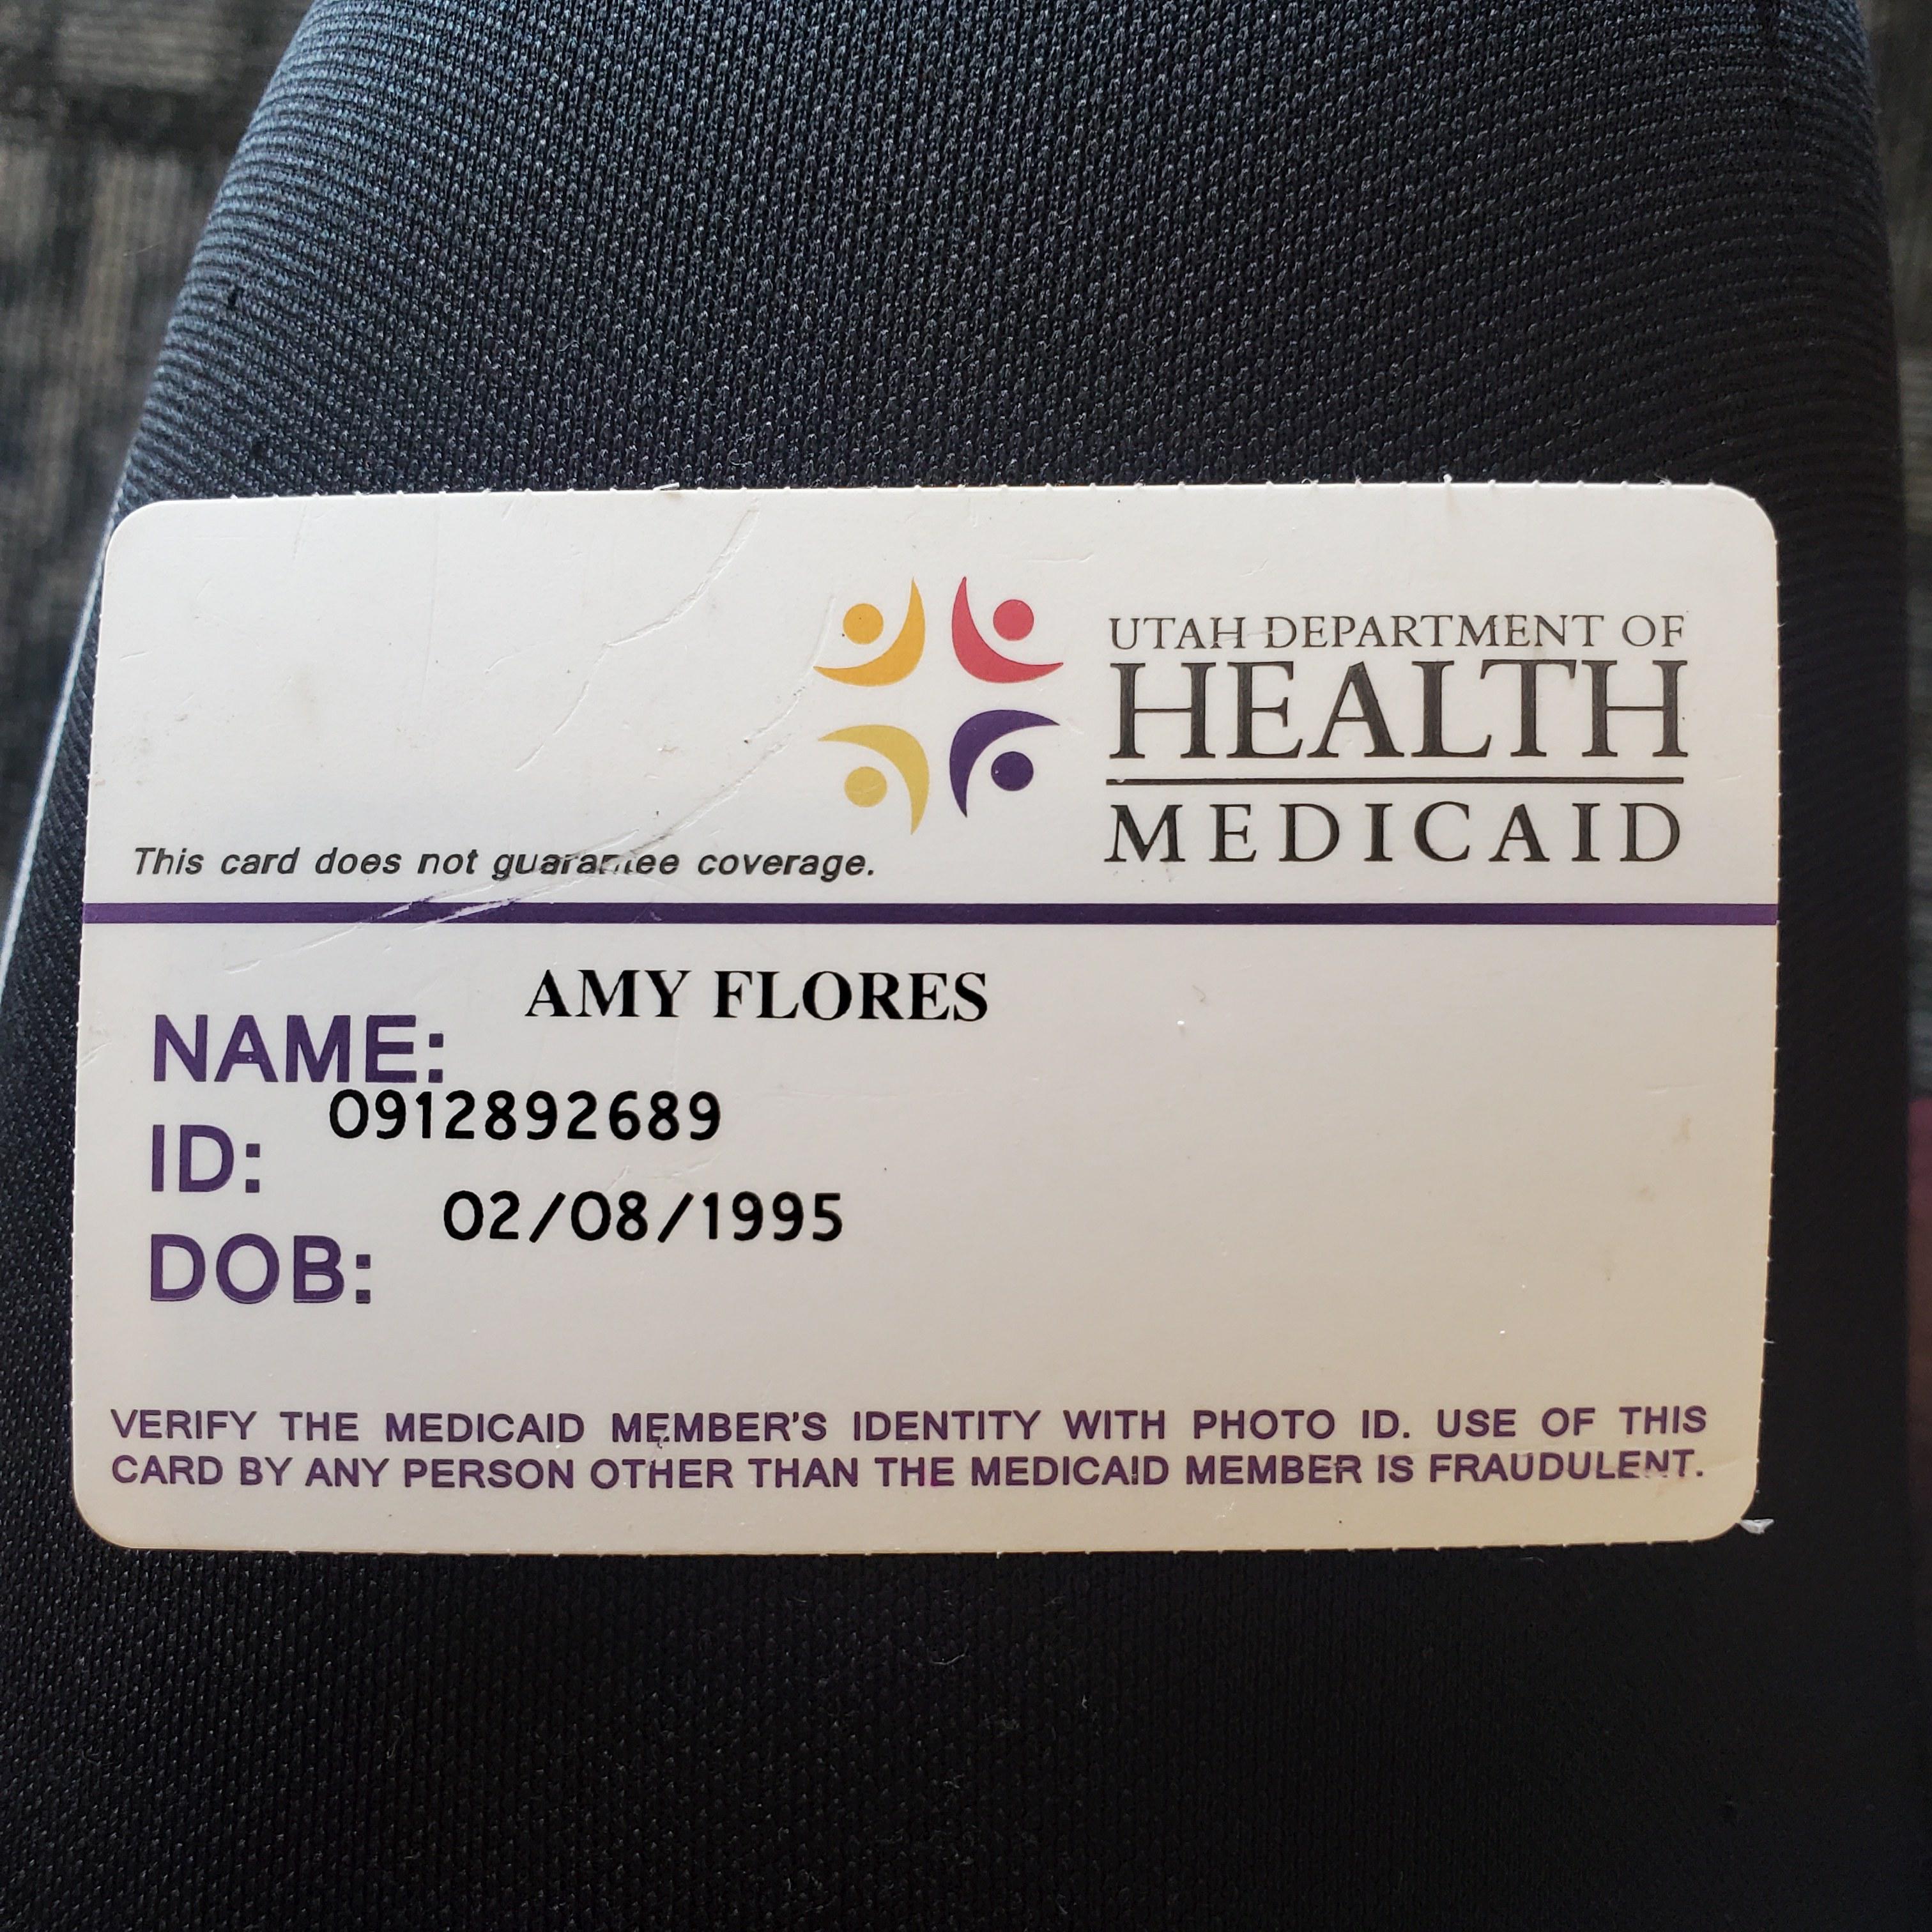 UTAH DEPARTMENT OF
HEALTH
MEDICAID
This card does not guarantee coverage.
AMY FLORES
NAME:
0912892689
ID:
02/08/1995
DOB:
VERIFY THE MEDICAID MEMBER'S IDENTITY WITH PHOTO ID. USE OF THIS
CARD BY ANY PERSON OTHER THAN THE MEDICAID MEMBER IS FRAUDULENT.